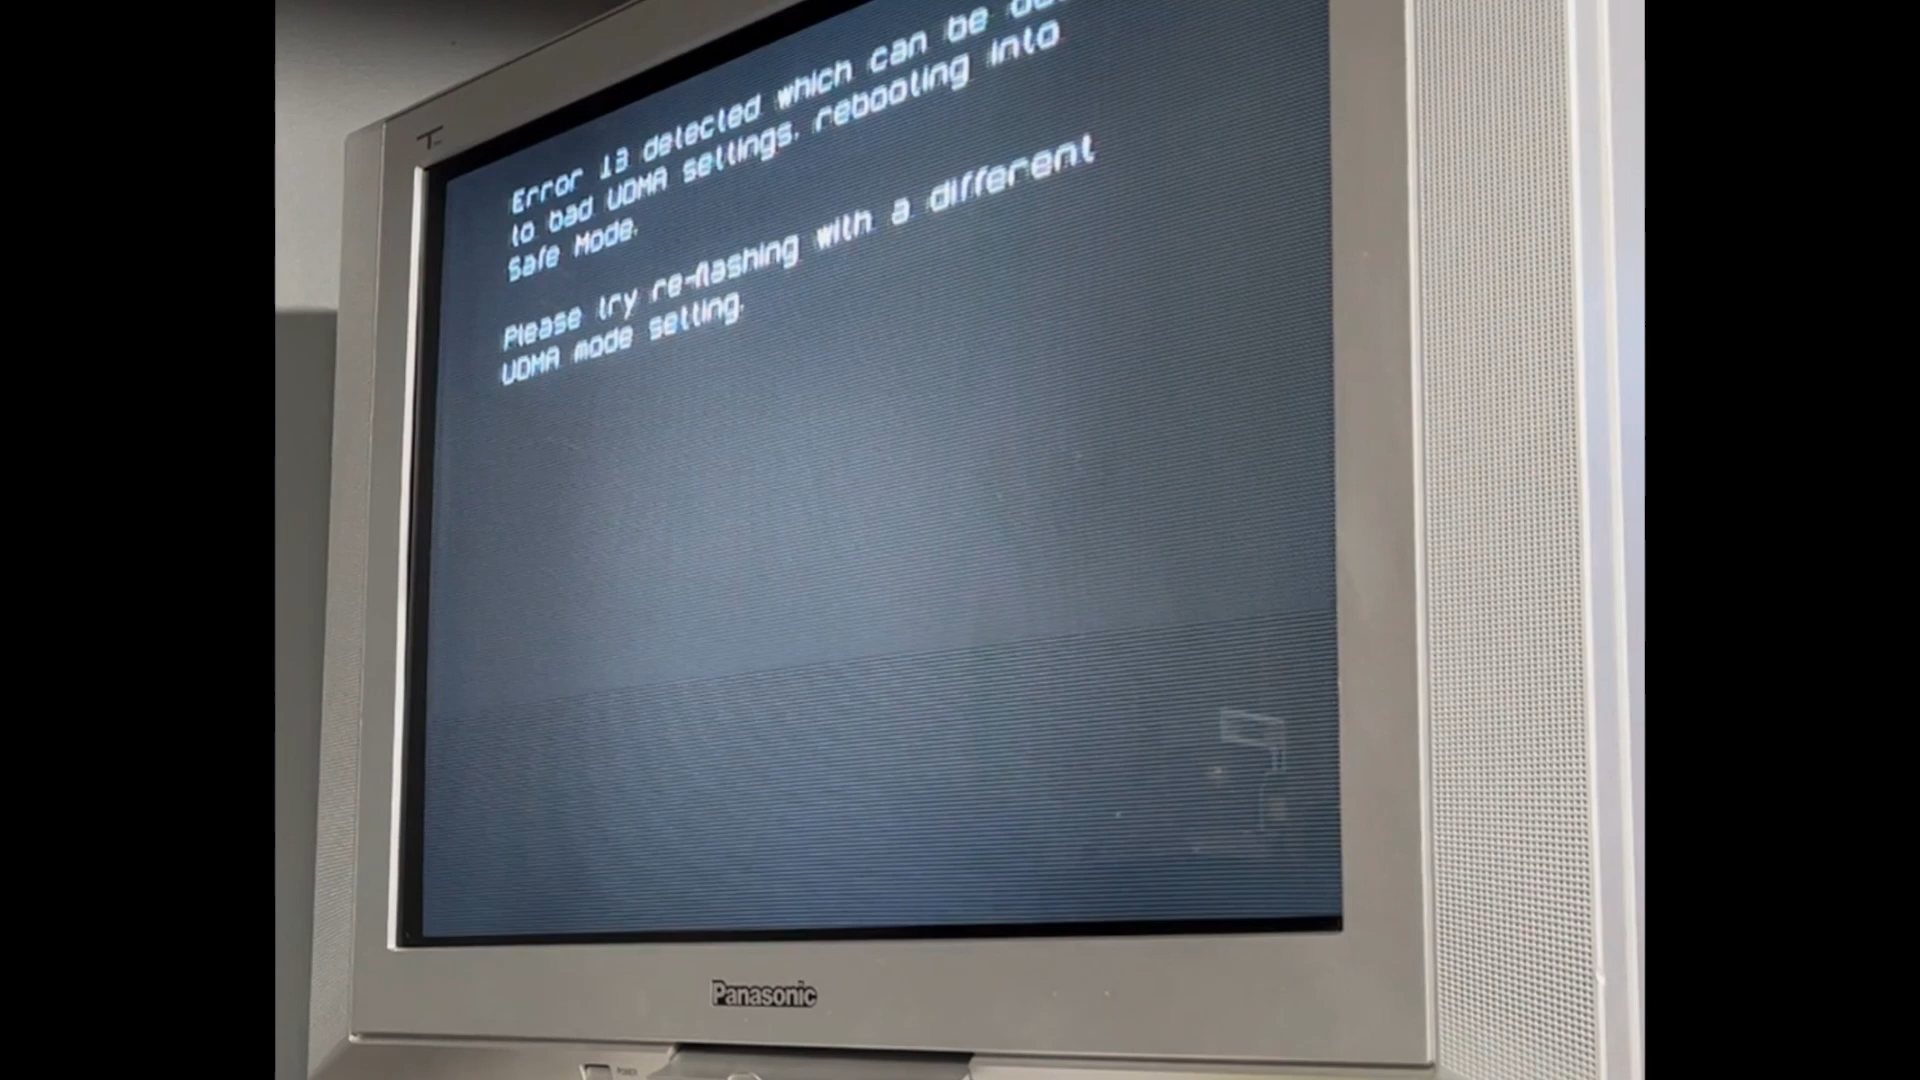 Error 13 detected which can be
to bad UDMA settings, rebooting into
Safe Mode.
Please try re-flashing with a different
UDMA mode setting.
Panasonic
POWER